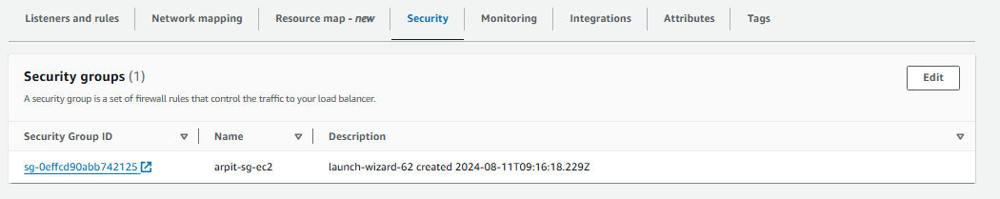 Listeners and rules Network mapping Resource map - new Security Monitoring Integrations Attributes Tags
Security groups (1)
Edit
A security group is a set of firewall rules that control the traffic to your load balancer.
Security Group ID Name Description
sg-0effcd90abb742125 arpit-sg-ec2 launch-wizard-62 created 2024-08-11T09:16:18.229Z